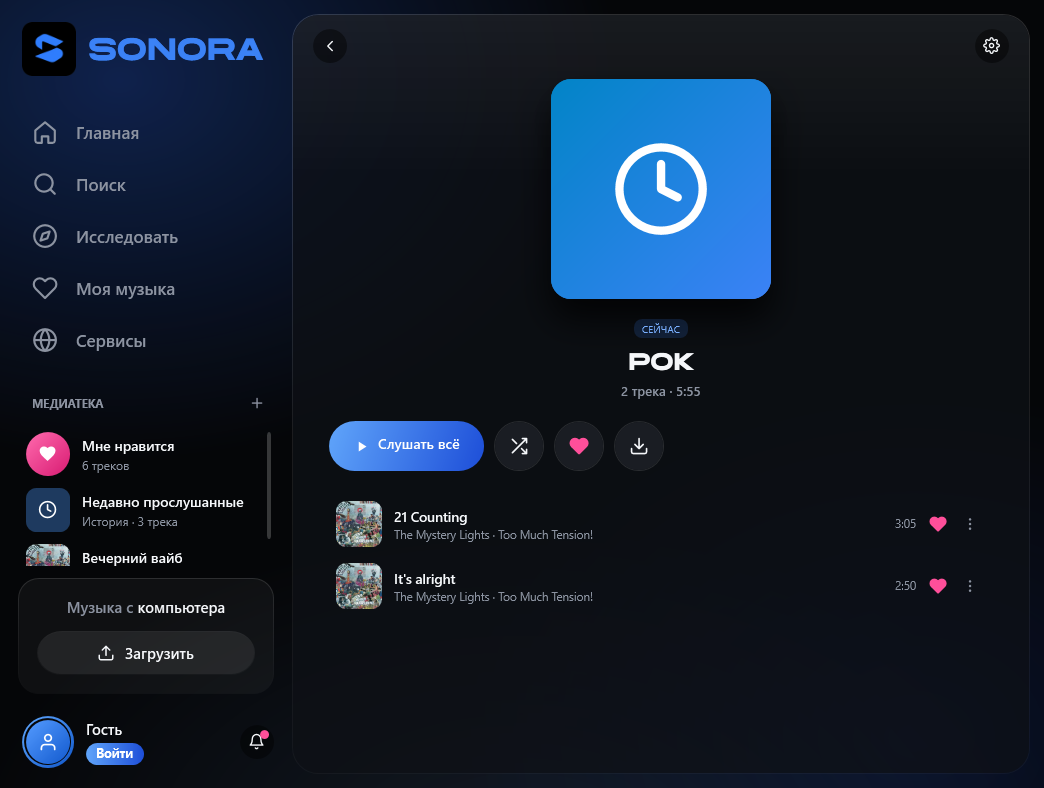 SONORA
Главная
Поиск
Исследовать
Моя музыка
Сервисы
МЕДИАТЕКА
Мне нравится
6 треков
Недавно прослушанные
История · 3 трека
Вечерний вайб
Музыка с компьютера
Загрузить
Гость
Войти
СЕЙЧАС
РОК
2 трека · 5:55
Слушать всё
21 Counting
The Mystery Lights · Too Much Tension!
3:05
It's alright
The Mystery Lights · Too Much Tension!
2:50